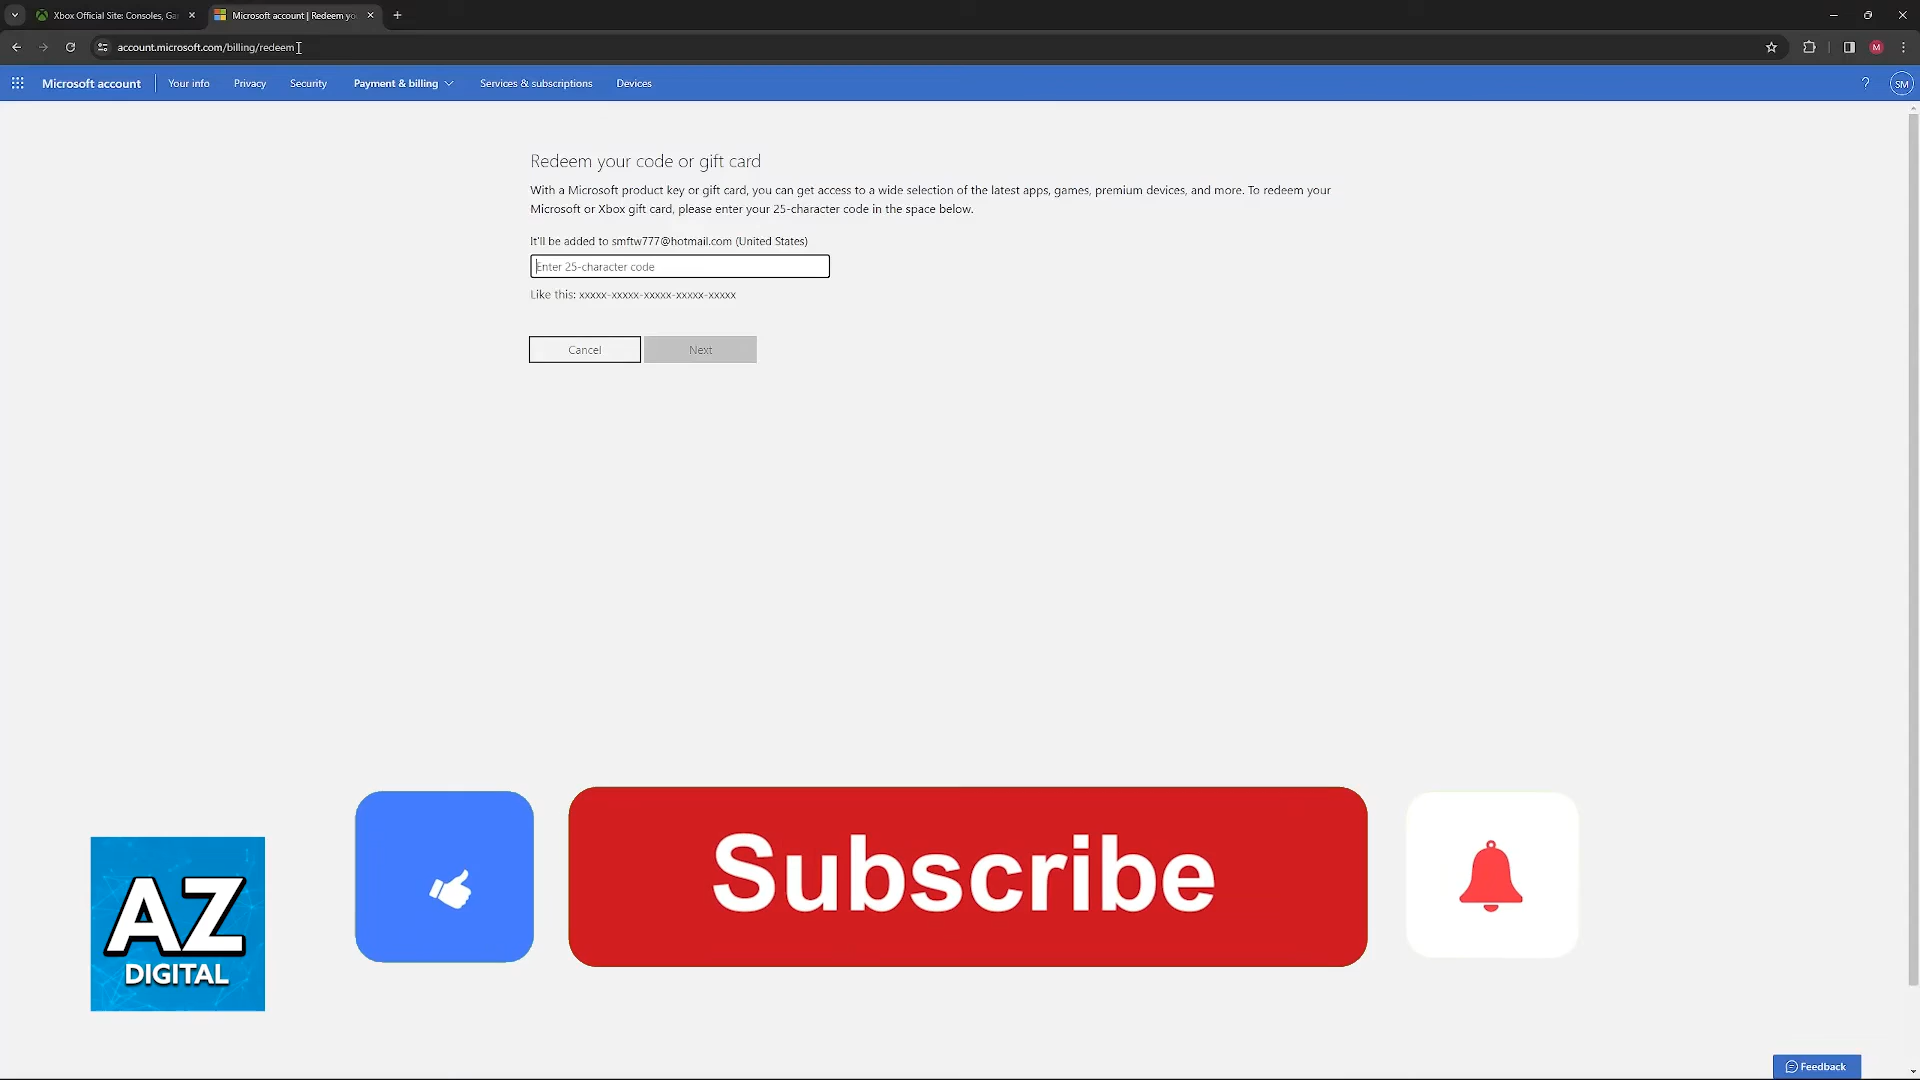 Xbox Official Site: Consoles, Ga
Microsoft account | Redeem yo
account.microsoft.com/billing/redeem
M
Microsoft account
Your info
Privacy
Security
Payment & billing
Services & subscriptions
Devices
?
SM
Redeem your code or gift card
With a Microsoft product key or gift card, you can get access to a wide selection of the latest apps, games, premium devices, and more. To redeem your
Microsoft or Xbox gift card, please enter your 25-character code in the space below.
It'll be added to smftw777@hotmail.com (United States)
Enter 25-character code
Like this: xxxxx-xxxxx-xxxxx-xxxxx-xxxxx
Cancel
Next
Subscribe
AZ
DIGITAL
Feedback